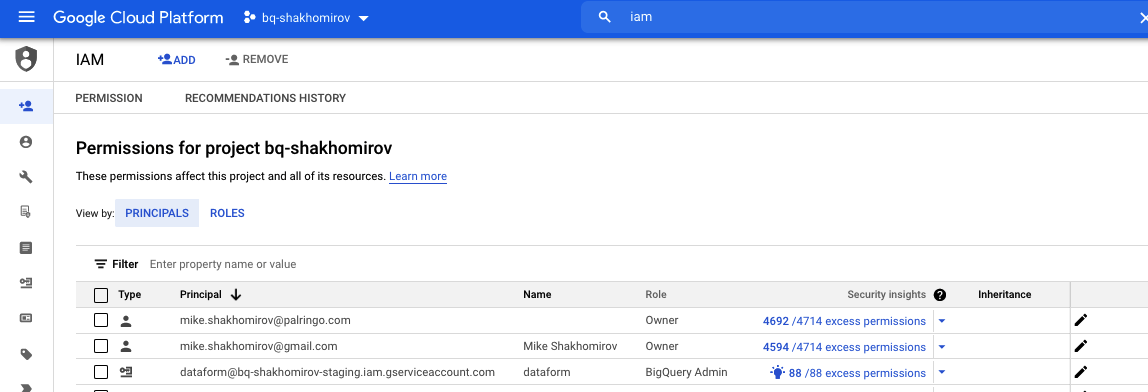 Google Cloud Platform bq-shakhomirov iam
IAM ADD REMOVE
PERMISSION RECOMMENDATIONS HISTORY
Permissions for project bq-shakhomirov
These permissions affect this project and all of its resources. Learn more
View by: PRINCIPALS ROLES
Filter Enter property name or value
Type Principal Name Role Security insights ? Inheritance
mike.shakhomirov@palringo.com Owner 4692 /4714 excess permissions
mike.shakhomirov@gmail.com Mike Shakhomirov Owner 4594 /4714 excess permissions
dataform@bq-shakhomirov-staging.iam.gserviceaccount.com dataform BigQuery Admin 88 /88 excess permissions